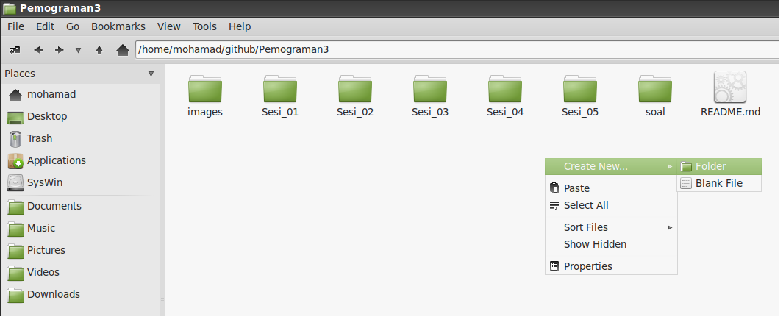 Pemograman3
File Edit Go Bookmarks View Tools Help
/home/mohamad/github/Pemograman3
Places
mohamad
Desktop
Trash
Applications
SysWin
Documents
Music
Pictures
Videos
Downloads
images Sesi_01 Sesi_02 Sesi_03 Sesi_04 Sesi_05 soal README.md
Create New... Folder
Blank File
Paste
Select All
Sort Files
Show Hidden
Properties